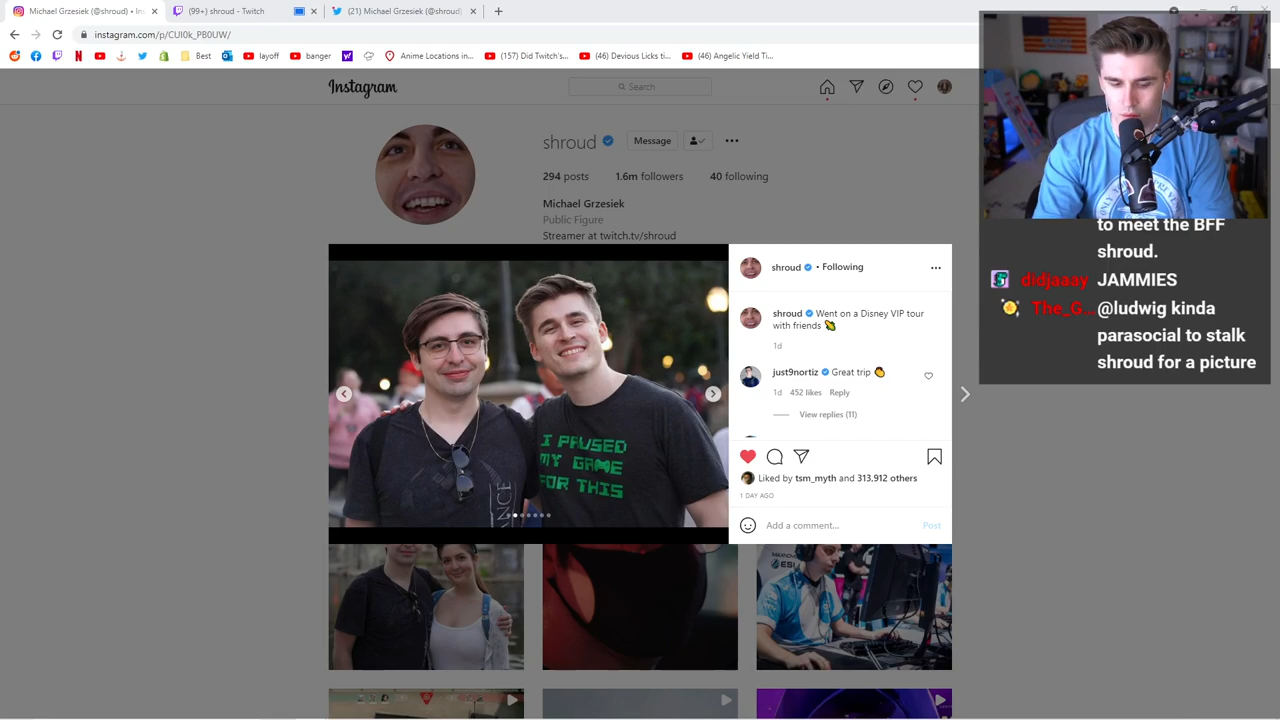 Michael Grzesiek (@shroud) • Ins
(99+) shroud - Twitch
(21) Michael Grzesiek (@shroud)
instagram.com/p/CUI0k_PB0UW/
Best
layoff
banger
Anime Locations in...
(157) Did Twitch's...
(46) Devious Licks ti...
(46) Angelic Yield Ti...
Instagram
Search
shroud
Message
294 posts
1.6m followers
40 following
Michael Grzesiek
Public Figure
Streamer at twitch.tv/shroud
I PAUSED
MY GAME
FOR THIS
shroud • Following
shroud Went on a Disney VIP tour
with friends
1d
just9nortiz Great trip
1d 452 likes Reply
View replies (11)
Liked by tsm_myth and 313,912 others
1 DAY AGO
Add a comment...
Post
to meet the BFF
shroud.
didjaaay JAMMIES
The_G... @ludwig kinda
parasocial to stalk
shroud for a picture
ESL